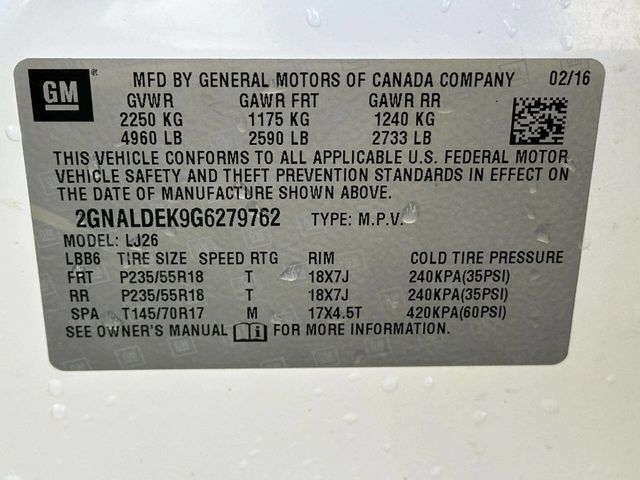 GM® MFD BY GENERAL MOTORS OF CANADA COMPANY 02/16
GVWR GAWR FRT GAWR RR
2250 KG 1175 KG 1240 KG
4960 LB 2590 LB 2733 LB
THIS VEHICLE CONFORMS TO ALL APPLICABLE U.S. FEDERAL MOTOR
VEHICLE SAFETY AND THEFT PREVENTION STANDARDS IN EFFECT ON
THE DATE OF MANUFACTURE SHOWN ABOVE.
2GNALDEK9G6279762 TYPE: M.P.V.
MODEL: LJ26
LBB6 TIRE SIZE SPEED RTG RIM COLD TIRE PRESSURE
FRT P235/55R18 T 18X7J 240KPA(35PSI)
RR P235/55R18 T 18X7J 240KPA(35PSI)
SPA T145/70R17 M 17X4.5T 420KPA(60PSI)
SEE OWNER'S MANUAL FOR MORE INFORMATION.